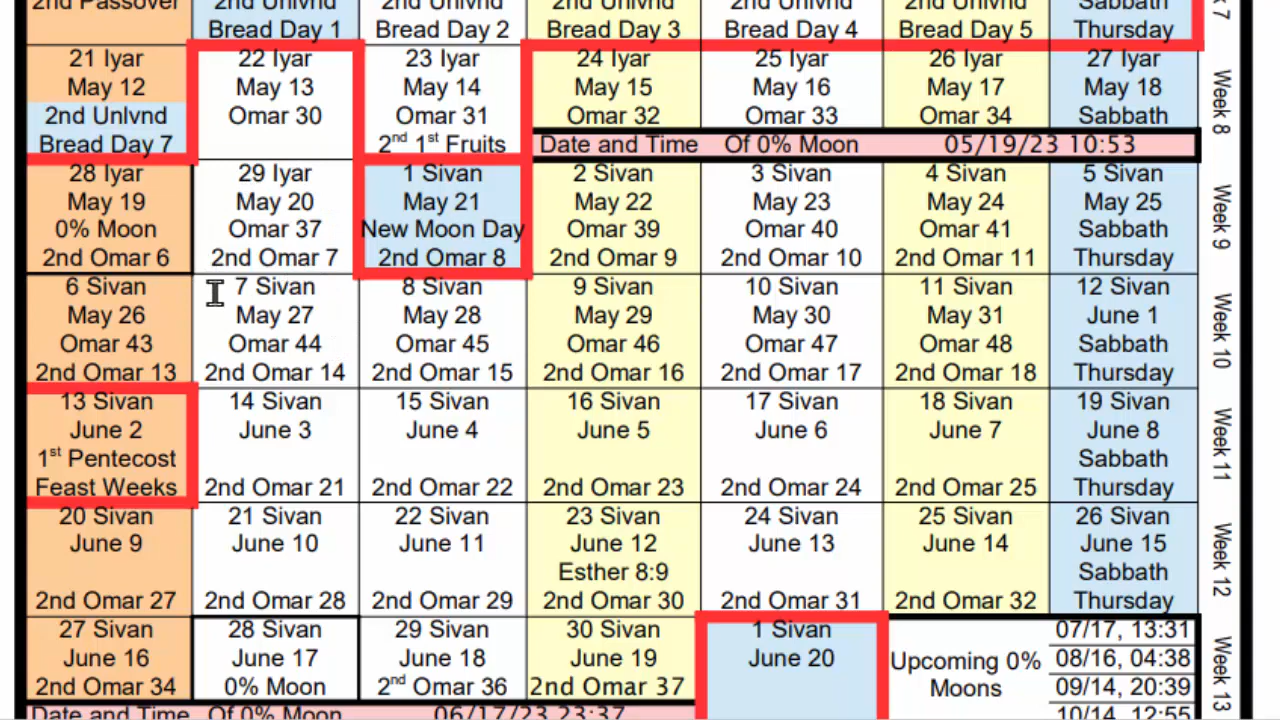 2nd Passover
2nd Unlvnd
2nd Unlvnd
2nd Unlvnd
2nd Unlvnd
2nd Unlvnd
Sabbath
Bread Day 1
Bread Day 2
Bread Day 3
Bread Day 4
Bread Day 5
Thursday
21 Iyar
May 12
2nd Unlvnd
Bread Day 7
22 Iyar
May 13
Omar 30
23 Iyar
May 14
Omar 31
2nd 1st Fruits
24 Iyar
May 15
Omar 32
25 Iyar
May 16
Omar 33
26 Iyar
May 17
Omar 34
27 Iyar
May 18
Sabbath
Week 8
Date and Time Of 0% Moon 05/19/23 10:53
28 Iyar
May 19
0% Moon
2nd Omar 6
29 Iyar
May 20
Omar 37
2nd Omar 7
1 Sivan
May 21
New Moon Day
2nd Omar 8
2 Sivan
May 22
Omar 39
2nd Omar 9
3 Sivan
May 23
Omar 40
2nd Omar 10
4 Sivan
May 24
Omar 41
2nd Omar 11
5 Sivan
May 25
Sabbath
Thursday
Week 9
6 Sivan
May 26
Omar 43
2nd Omar 13
7 Sivan
May 27
Omar 44
2nd Omar 14
8 Sivan
May 28
Omar 45
2nd Omar 15
9 Sivan
May 29
Omar 46
2nd Omar 16
10 Sivan
May 30
Omar 47
2nd Omar 17
11 Sivan
May 31
Omar 48
2nd Omar 18
12 Sivan
June 1
Sabbath
Thursday
Week 10
13 Sivan
June 2
1st Pentecost
Feast Weeks
14 Sivan
June 3
2nd Omar 21
15 Sivan
June 4
2nd Omar 22
16 Sivan
June 5
2nd Omar 23
17 Sivan
June 6
2nd Omar 24
18 Sivan
June 7
2nd Omar 25
19 Sivan
June 8
Sabbath
Thursday
Week 11
20 Sivan
June 9
2nd Omar 27
21 Sivan
June 10
2nd Omar 28
22 Sivan
June 11
2nd Omar 29
23 Sivan
June 12
Esther 8:9
2nd Omar 30
24 Sivan
June 13
2nd Omar 31
25 Sivan
June 14
2nd Omar 32
26 Sivan
June 15
Sabbath
Thursday
Week 12
27 Sivan
June 16
2nd Omar 34
28 Sivan
June 17
0% Moon
29 Sivan
June 18
2nd Omar 36
30 Sivan
June 19
2nd Omar 37
1 Sivan
June 20
Upcoming 0%
Moons
07/17, 13:31
08/16, 04:38
09/14, 20:39
10/14, 12:55
Week 13
Date and Time Of 0% Moon 06/17/23 23:37